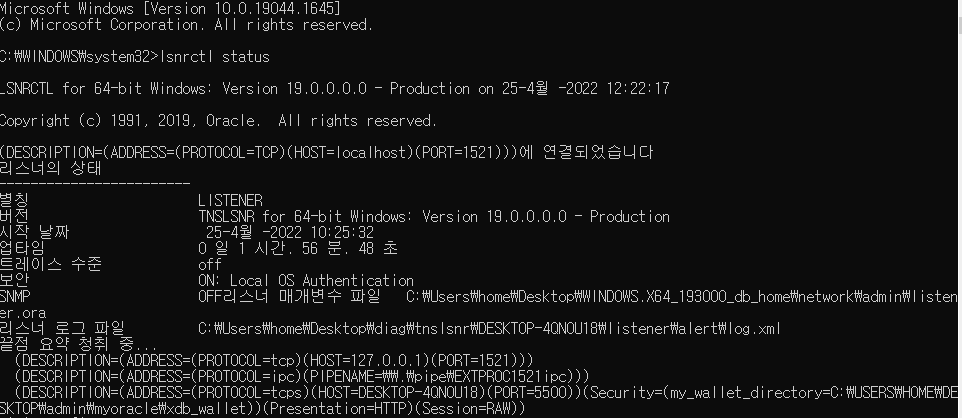 Microsoft Windows [Version 10.0.19044.1645]
(c) Microsoft Corporation. All rights reserved.
C:₩WINDOWS₩system32>lsnrctl status
LSNRCTL for 64-bit Windows: Version 19.0.0.0.0 - Production on 25-4월 -2022 12:22:17
Copyright (c) 1991, 2019, Oracle.  All rights reserved.
(DESCRIPTION=(ADDRESS=(PROTOCOL=TCP)(HOST=localhost)(PORT=1521)))에 연결되었습니다
리스너의 상태
------------------------
별칭                     LISTENER
버전                     TNSLSNR for 64-bit Windows: Version 19.0.0.0.0 - Production
시작 날짜                 25-4월 -2022 10:25:32
업타임                   0 일 1 시간. 56 분. 48 초
트레이스 수준            off
보안                     ON: Local OS Authentication
SNMP                     OFF리스너 매개변수 파일   C:₩Users₩home₩Desktop₩WINDOWS.X64_193000_db_home₩network₩admin₩listen
er.ora
리스너 로그 파일         C:₩Users₩home₩Desktop₩diag₩tnslsnr₩DESKTOP-4QNOU18₩listener₩alert₩log.xml
끝점 요약 청취 중...
  (DESCRIPTION=(ADDRESS=(PROTOCOL=tcp)(HOST=127.0.0.1)(PORT=1521)))
  (DESCRIPTION=(ADDRESS=(PROTOCOL=ipc)(PIPENAME=₩₩.₩pipe₩EXTPROC1521ipc)))
  (DESCRIPTION=(ADDRESS=(PROTOCOL=tcps)(HOST=DESKTOP-4QNOU18)(PORT=5500))(Security=(my_wallet_directory=C:₩USERS₩HOME₩DE
SKTOP₩admin₩myoracle₩xdb_wallet))(Presentation=HTTP)(Session=RAW))